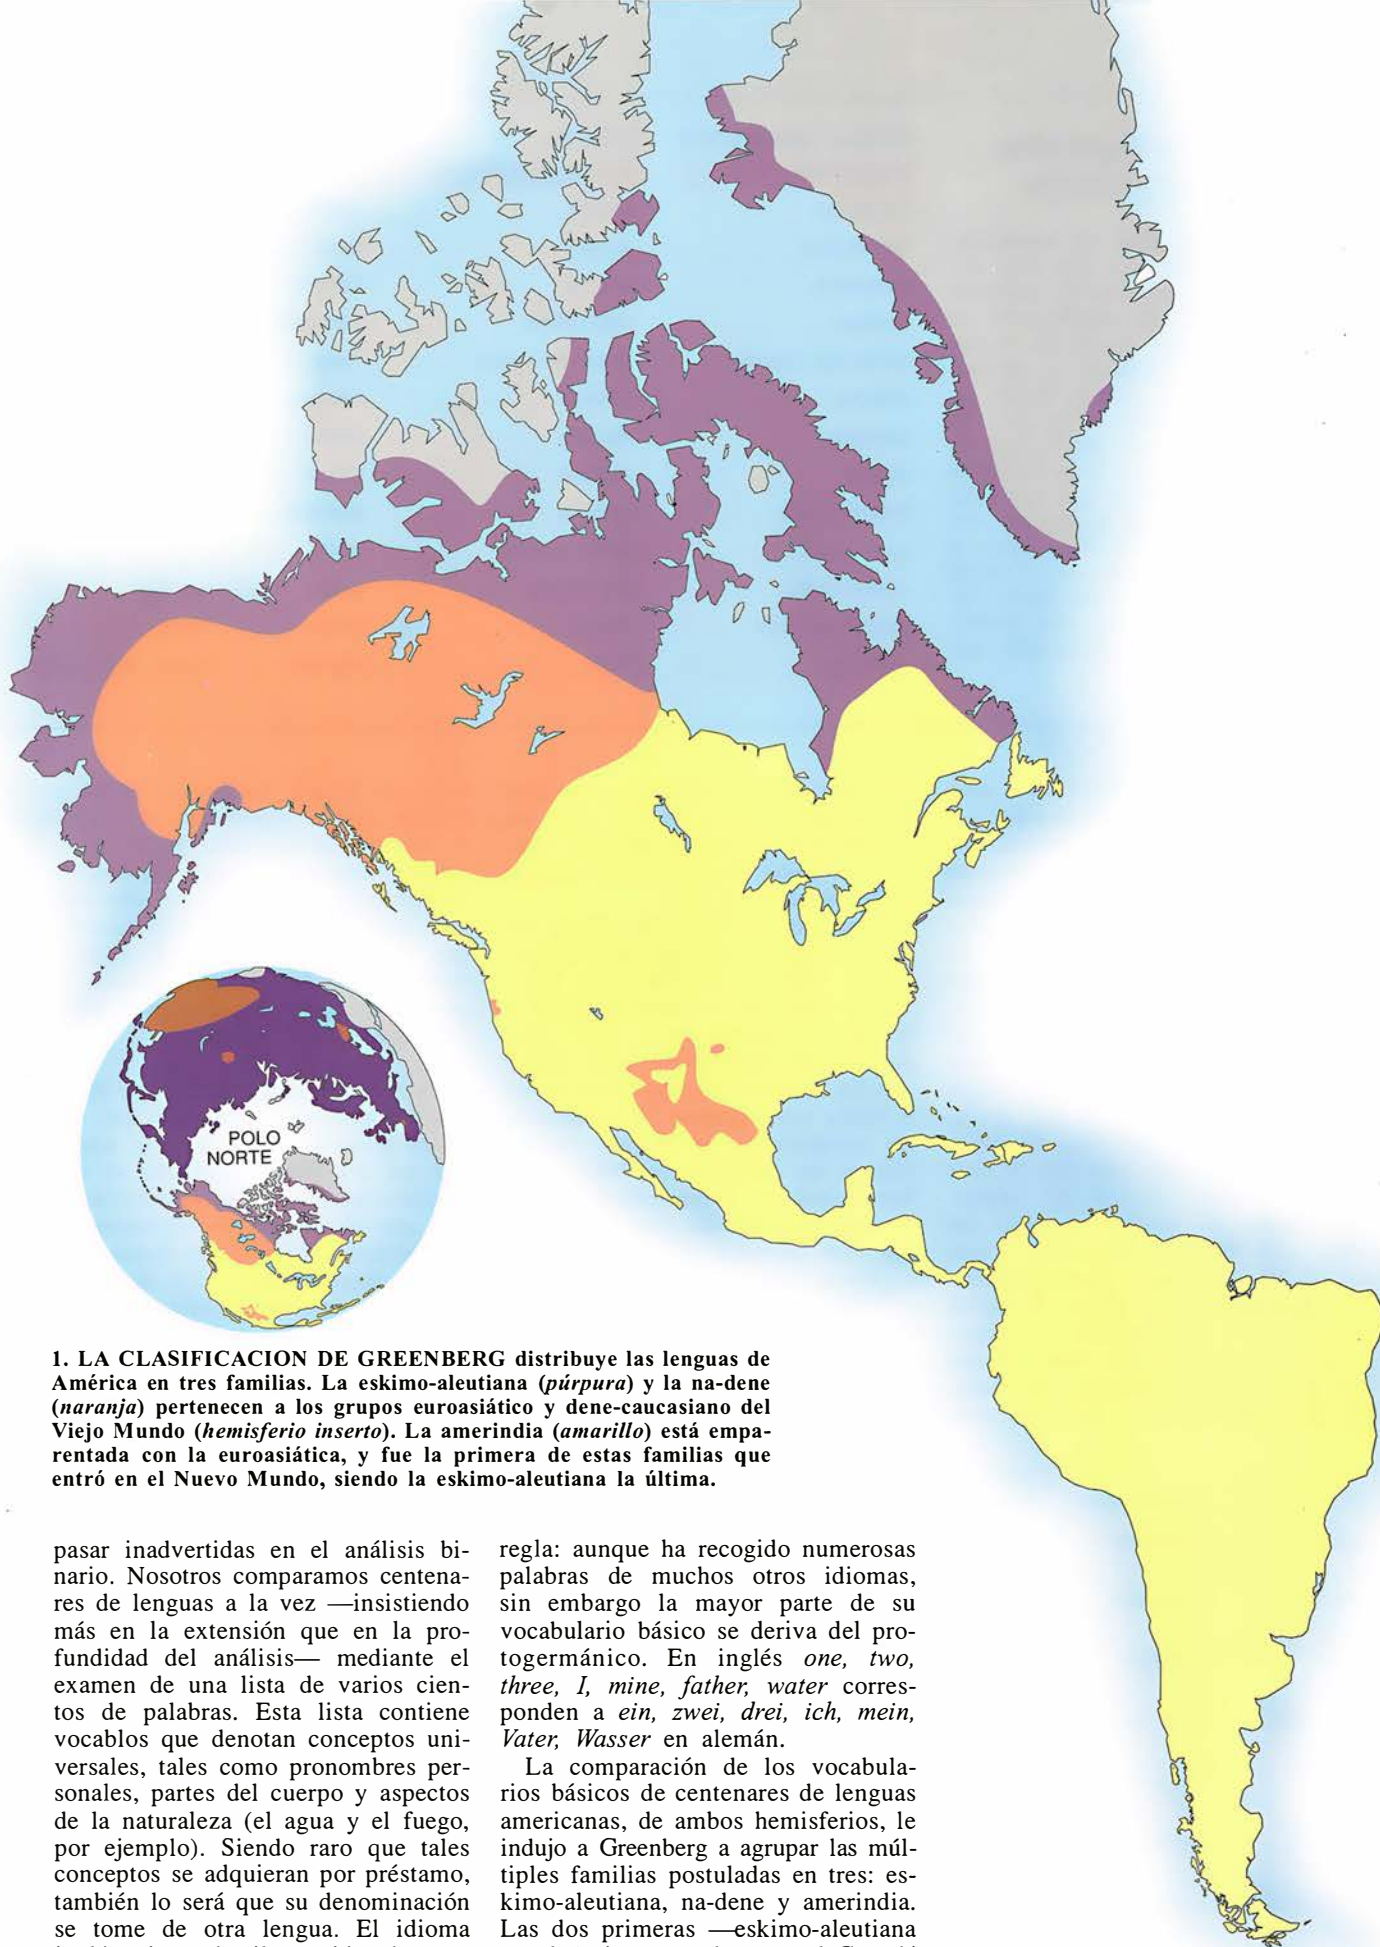 POLO
NORTE
1. LA CLASIFICACION DE GREENBERG distribuye las lenguas de
América en tres familias. La eskimo-aleutiana (púrpura) y la na-dene
(naranja) pertenecen a los grupos euroasiático y dene-caucasiano del
Viejo Mundo (hemisferio inserto). La amerindia (amarillo) está empa-
rentada con la euroasiática, y fue la primera de estas familias que
entró en el Nuevo Mundo, siendo la eskimo-aleutiana la última.
pasar inadvertidas en el análisis bi-
nario. Nosotros comparamos centena-
res de lenguas a la vez —insistiendo
más en la extensión que en la pro-
fundidad del análisis— mediante el
examen de una lista de varios cien-
tos de palabras. Esta lista contiene
vocablos que denotan conceptos uni-
versales, tales como pronombres per-
sonales, partes del cuerpo y aspectos
de la naturaleza (el agua y el fuego,
por ejemplo). Siendo raro que tales
conceptos se adquieran por préstamo,
también lo será que su denominación
se tome de otra lengua. El idioma
regla: aunque ha recogido numerosas
palabras de muchos otros idiomas,
sin embargo la mayor parte de su
vocabulario básico se deriva del pro-
togermánico. En inglés one, two,
three, I, mine, father, water corres-
ponden a ein, zwei, drei, ich, mein,
Vater, Wasser en alemán.
La comparación de los vocabula-
rios básicos de centenares de lenguas
americanas, de ambos hemisferios, le
indujo a Greenberg a agrupar las múl-
tiples familias postuladas en tres: es-
kimo-aleutiana, na-dene y amerindia.
Las dos primeras —eskimo-aleutiana